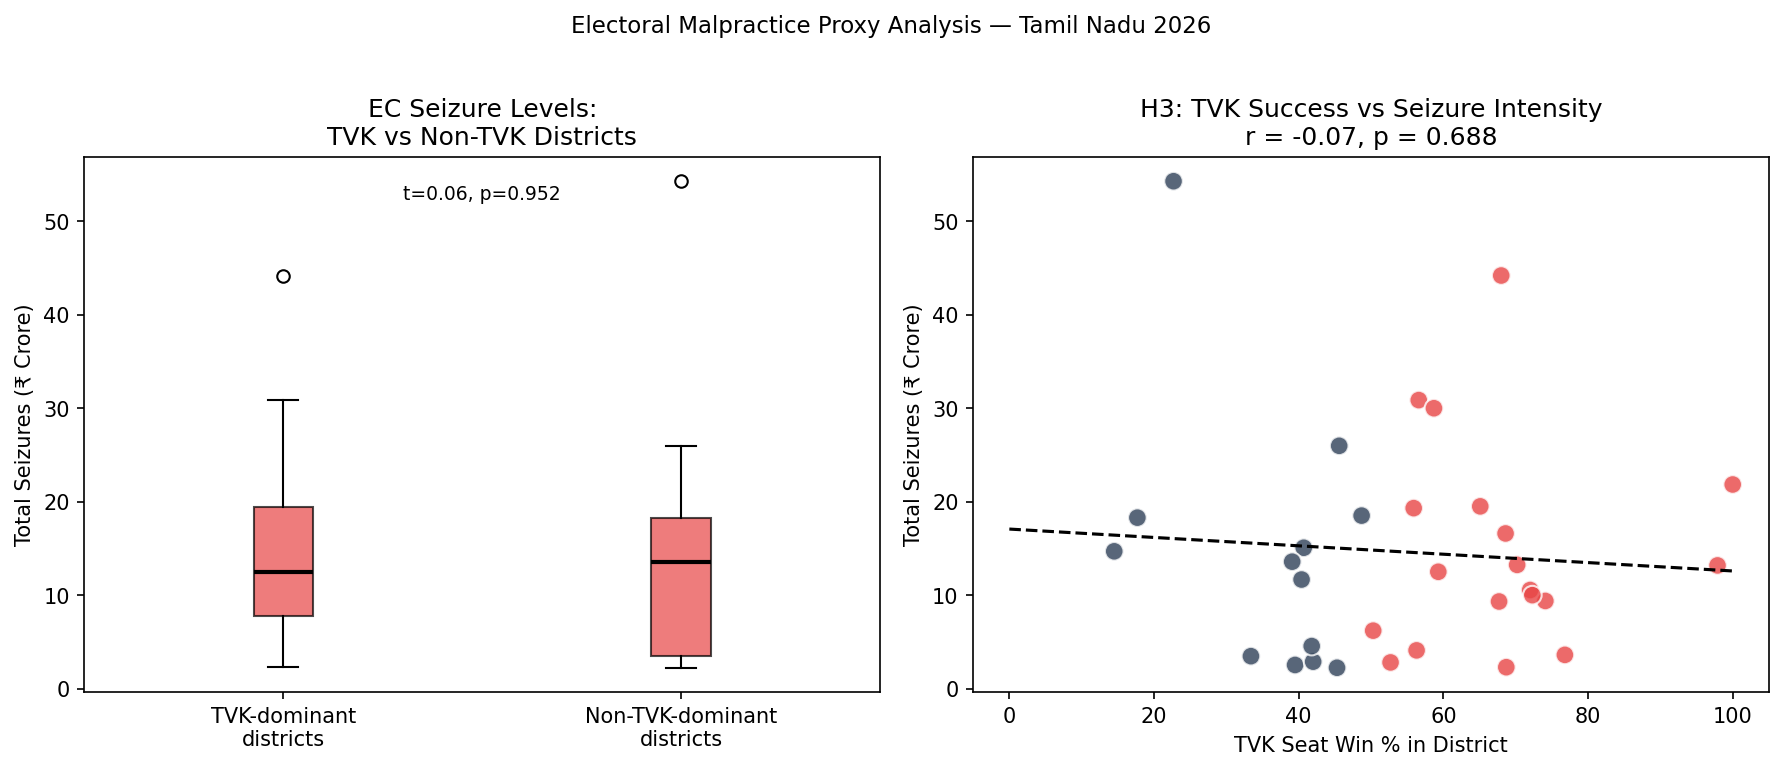 Electoral Malpractice Proxy Analysis — Tamil Nadu 2026
EC Seizure Levels:
TVK vs Non-TVK Districts
t=0.06, p=0.952
Total Seizures (₹ Crore)
50
40
30
20
10
0
TVK-dominant
districts
Non-TVK-dominant
districts
H3: TVK Success vs Seizure Intensity
r = -0.07, p = 0.688
Total Seizures (₹ Crore)
50
40
30
20
10
0
0
20
40
60
80
100
TVK Seat Win % in District